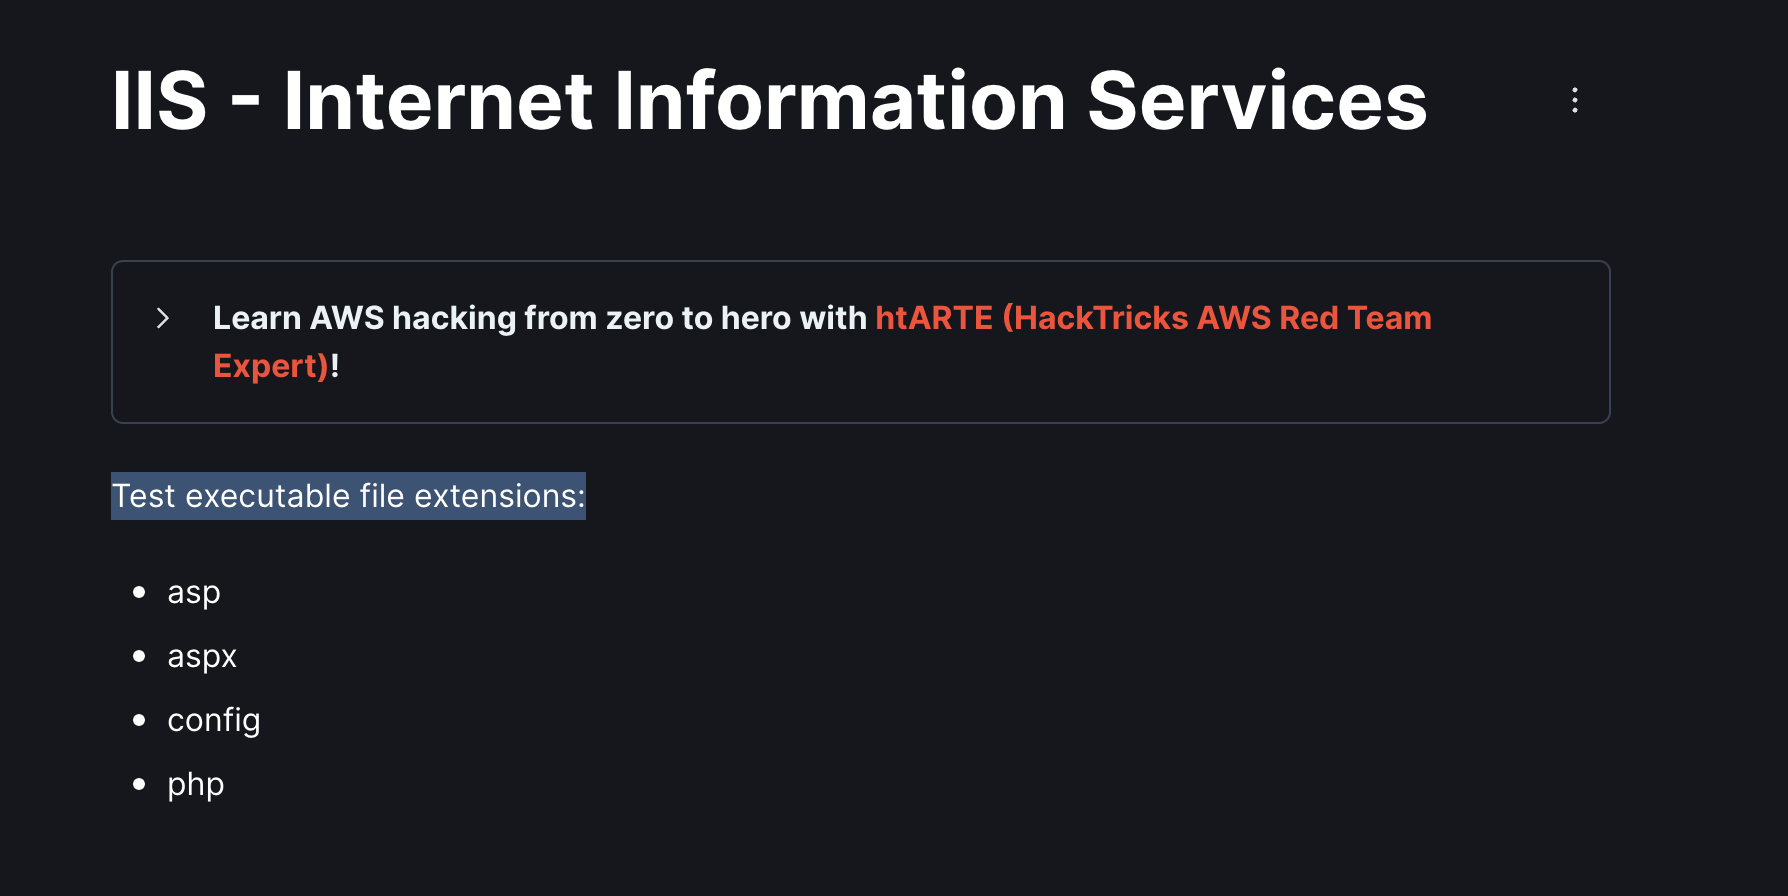 IIS - Internet Information Services
Learn AWS hacking from zero to hero with htARTE (HackTricks AWS Red Team
Expert)!
Test executable file extensions:
asp
aspx
config
php